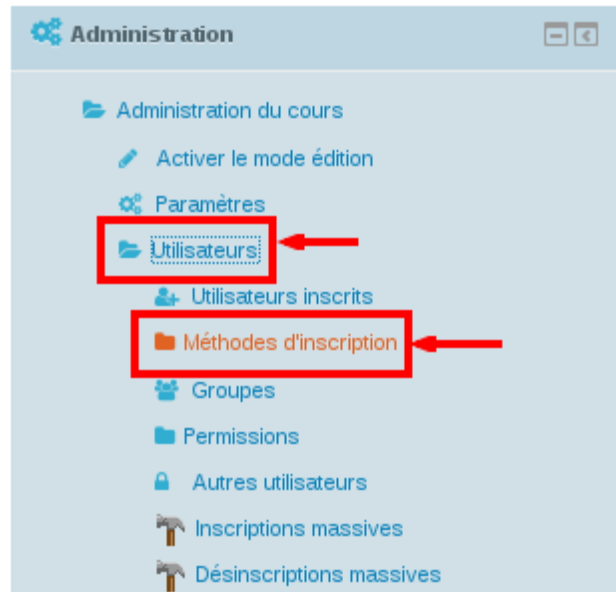 Administration
Administration du cours
Activer le mode édition
Paramètres
Utilisateurs
Utilisateurs inscrits
Méthodes d'inscription
Groupes
Permissions
Autres utilisateurs
Inscriptions massives
Désinscriptions massives